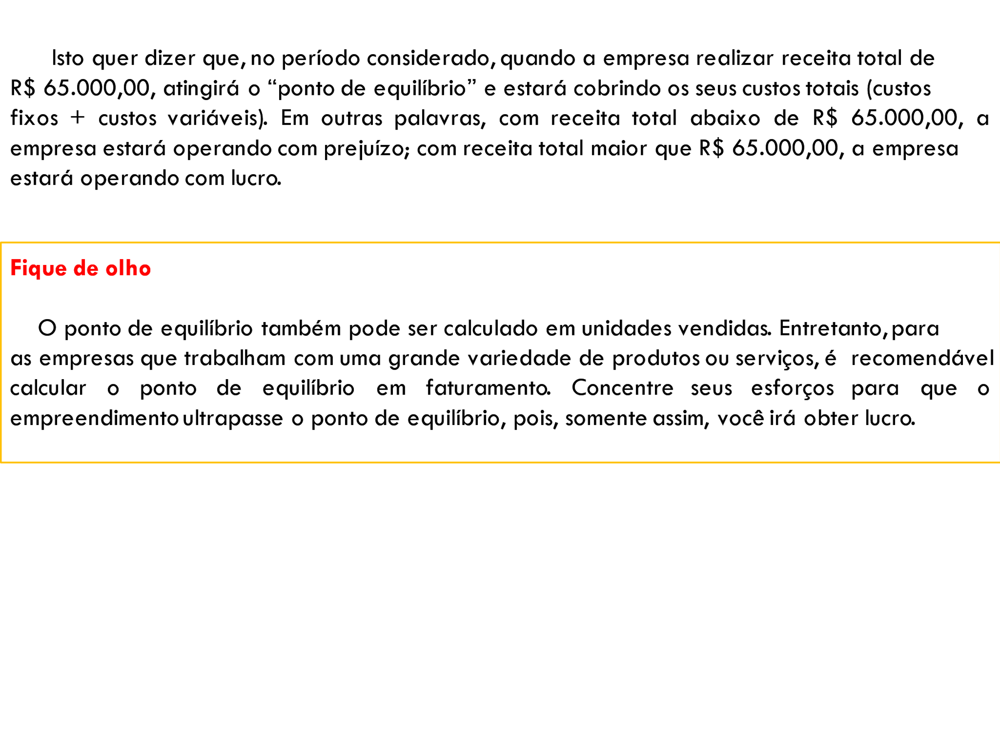 Isto quer dizer que, no período considerado, quando a empresa realizar receita total de
R$ 65.000,00, atingirá o “ponto de equilíbrio” e estará cobrindo os seus custos totais (custos
fixos + custos variáveis). Em outras palavras, com receita total abaixo de R$ 65.000,00, a
empresa estará operando com prejuízo; com receita total maior que R$ 65.000,00, a empresa
estará operando com lucro.
Fique de olho
O ponto de equilíbrio também pode ser calculado em unidades vendidas. Entretanto, para
as empresas que trabalham com uma grande variedade de produtos ou serviços, é recomendável
calcular o ponto de equilíbrio em faturamento. Concentre seus esforços para que o
empreendimento ultrapasse o ponto de equilíbrio, pois, somente assim, você irá obter lucro.